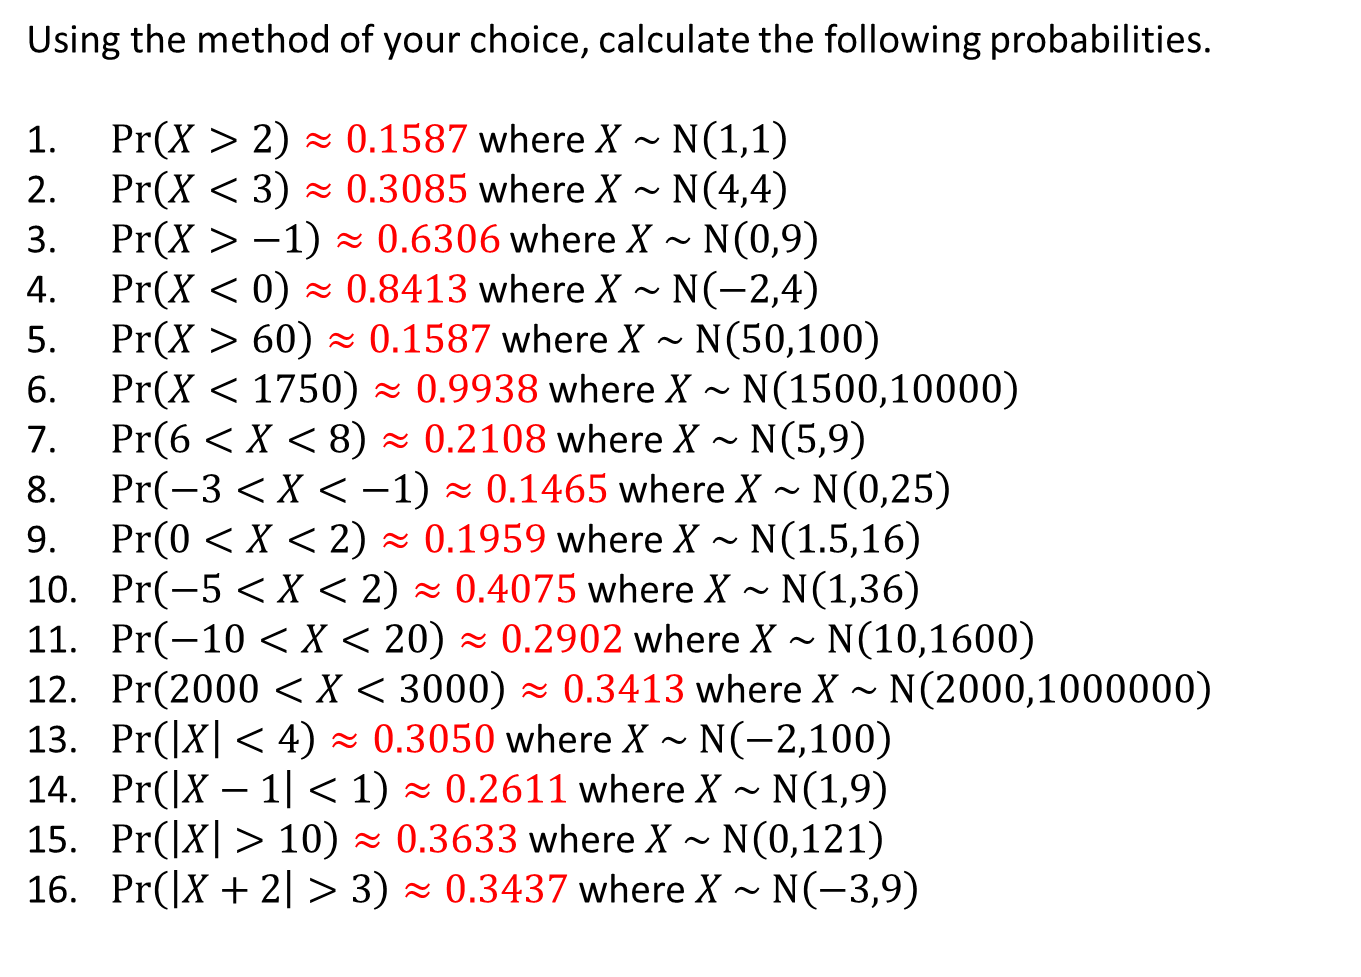 Using the method of your choice, calculate the following probabilities.
1. Pr(X > 2) ≈ 0.1587 where X ~ N(1,1)
2. Pr(X < 3) ≈ 0.3085 where X ~ N(4,4)
3. Pr(X > −1) ≈ 0.6306 where X ~ N(0,9)
4. Pr(X < 0) ≈ 0.8413 where X ~ N(−2,4)
5. Pr(X > 60) ≈ 0.1587 where X ~ N(50,100)
6. Pr(X < 1750) ≈ 0.9938 where X ~ N(1500,10000)
7. Pr(6 < X < 8) ≈ 0.2108 where X ~ N(5,9)
8. Pr(−3 < X < −1) ≈ 0.1465 where X ~ N(0,25)
9. Pr(0 < X < 2) ≈ 0.1959 where X ~ N(1.5,16)
10. Pr(−5 < X < 2) ≈ 0.4075 where X ~ N(1,36)
11. Pr(−10 < X < 20) ≈ 0.2902 where X ~ N(10,1600)
12. Pr(2000 < X < 3000) ≈ 0.3413 where X ~ N(2000,1000000)
13. Pr(|X| < 4) ≈ 0.3050 where X ~ N(−2,100)
14. Pr(|X − 1| < 1) ≈ 0.2611 where X ~ N(1,9)
15. Pr(|X| > 10) ≈ 0.3633 where X ~ N(0,121)
16. Pr(|X + 2| > 3) ≈ 0.3437 where X ~ N(−3,9)